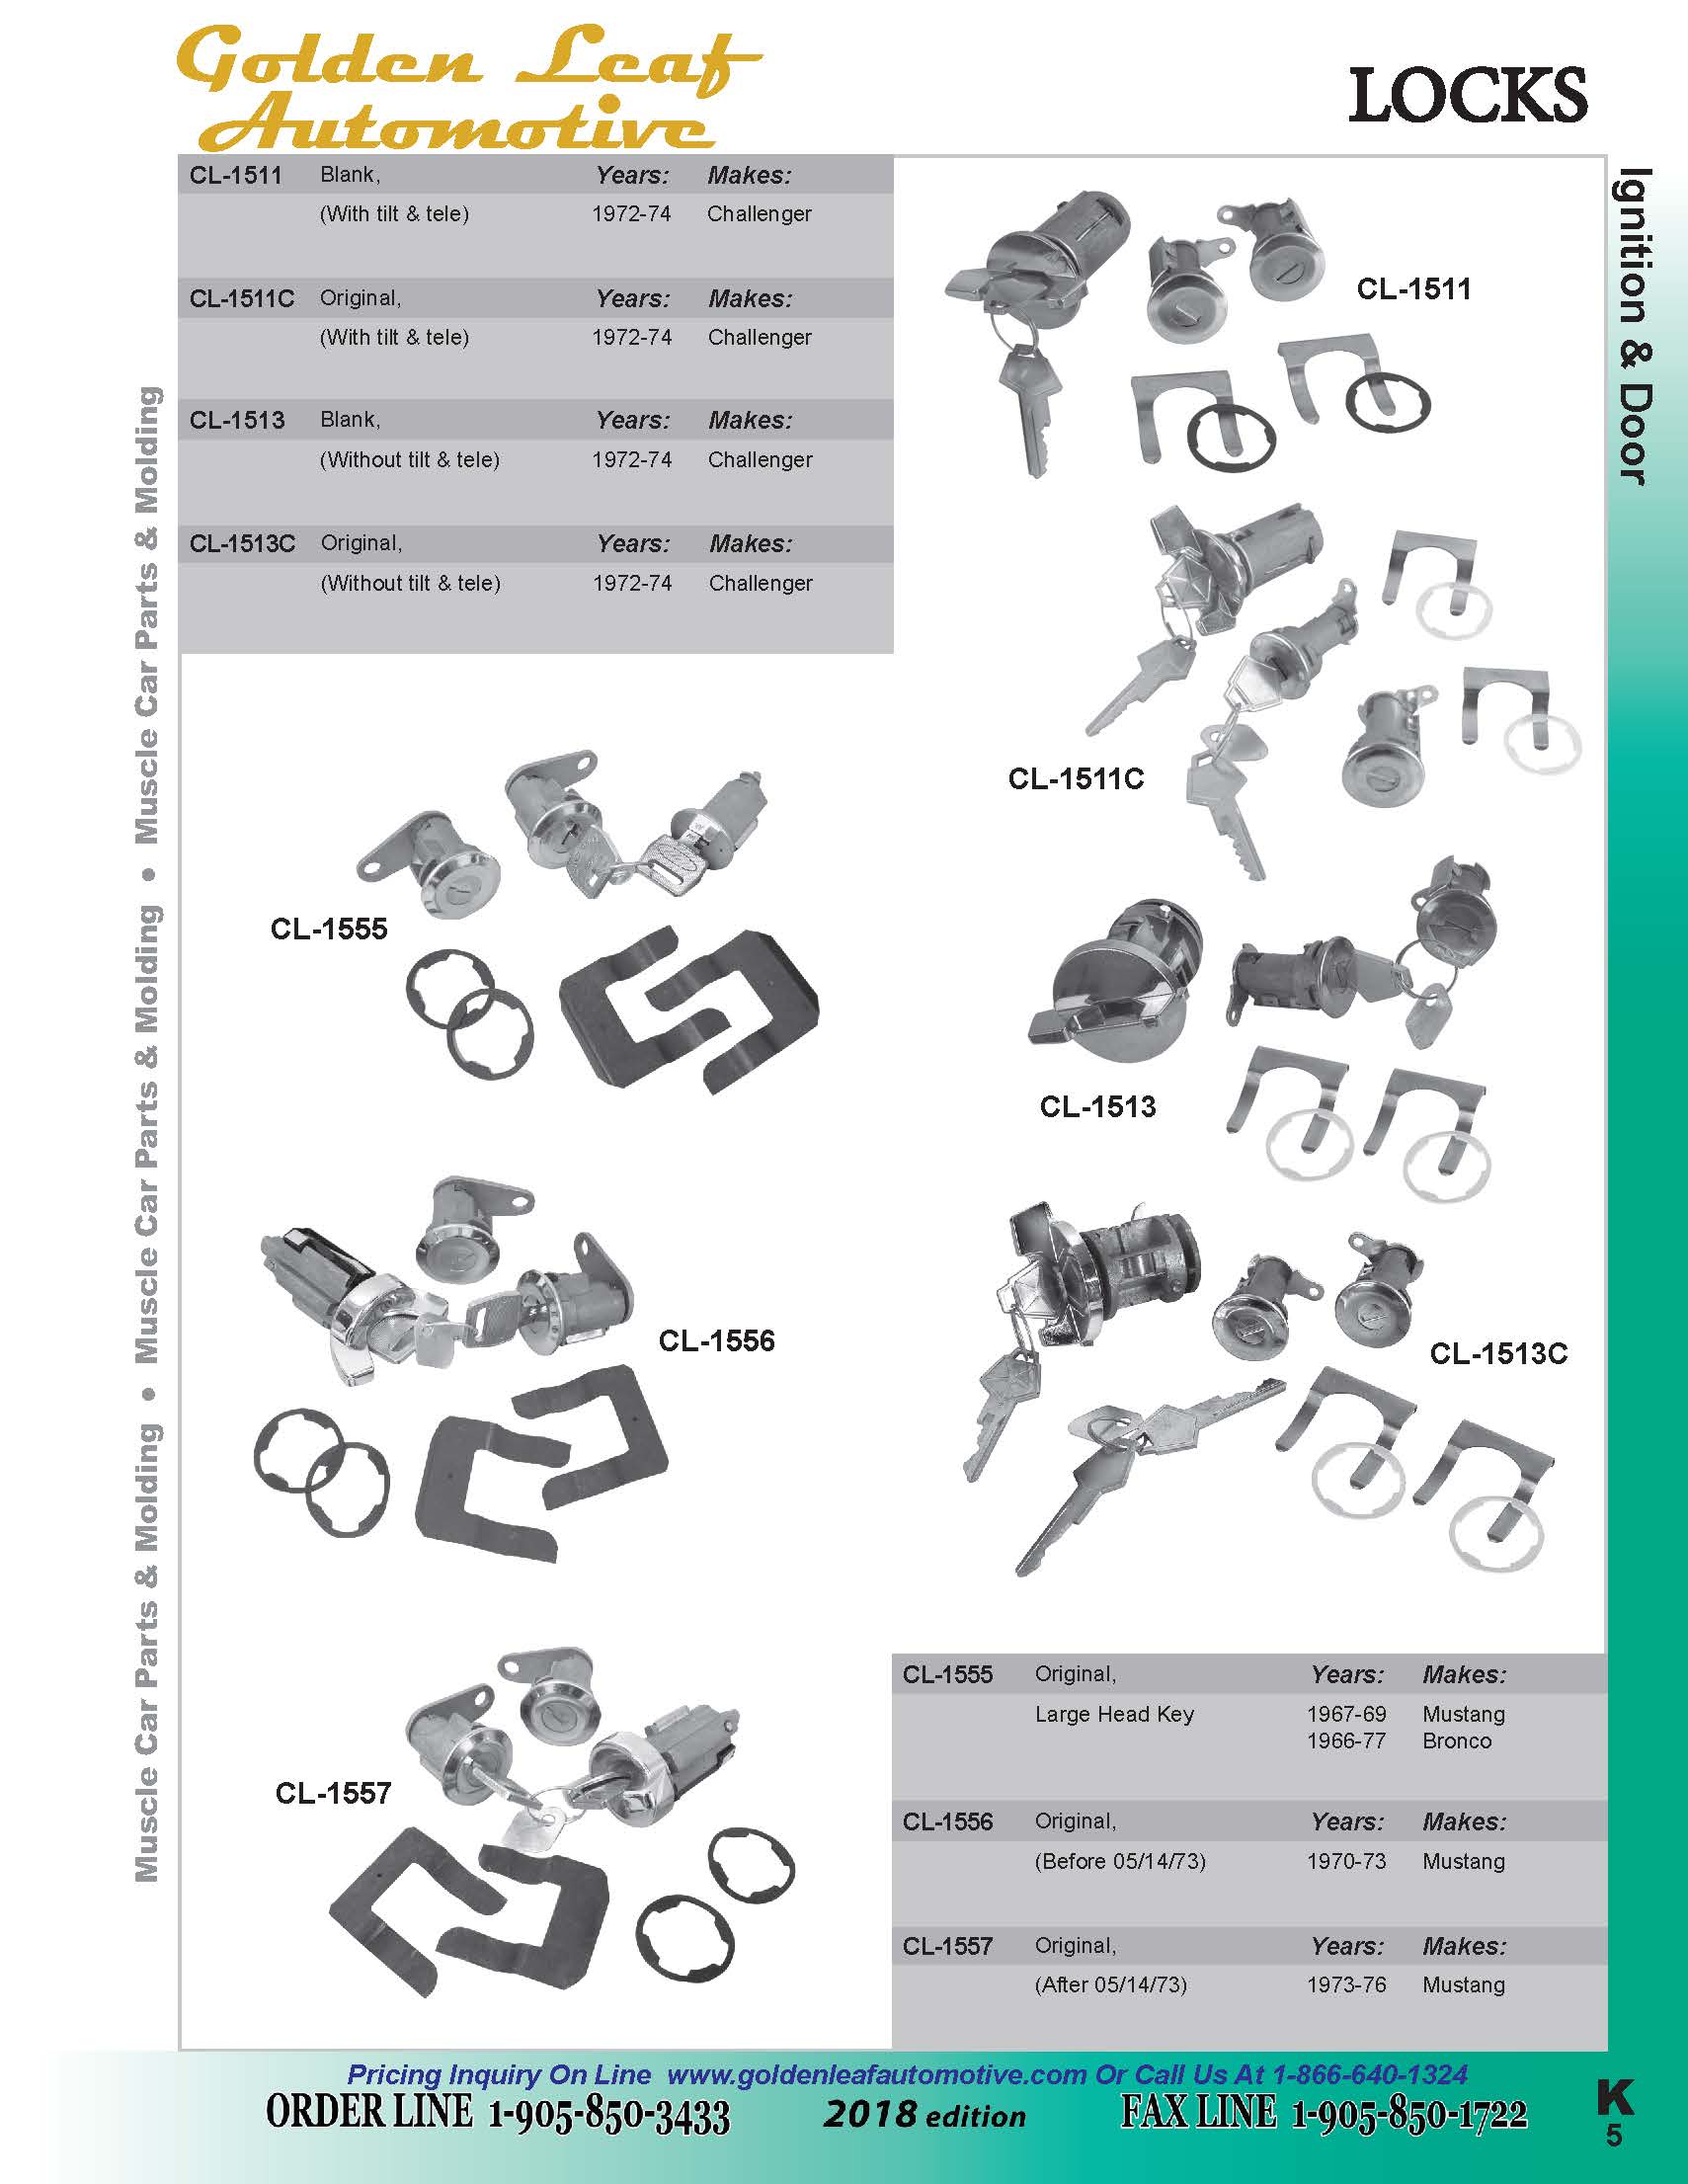 Golden Leaf
Automotive
LOCKS
Ignition & Door
Muscle Car Parts & Molding • Muscle Car Parts & Molding • Muscle Car Parts & Molding
CL-1511 Blank, Years: Makes:
(With tilt & tele) 1972-74 Challenger
CL-1511C Original, Years: Makes:
(With tilt & tele) 1972-74 Challenger
CL-1513 Blank, Years: Makes:
(Without tilt & tele) 1972-74 Challenger
CL-1513C Original, Years: Makes:
(Without tilt & tele) 1972-74 Challenger
CL-1511
CL-1511C
CL-1555
CL-1513
CL-1556
CL-1513C
CL-1557
CL-1555 Original, Years: Makes:
Large Head Key 1967-69 Mustang
1966-77 Bronco
CL-1556 Original, Years: Makes:
(Before 05/14/73) 1970-73 Mustang
CL-1557 Original, Years: Makes:
(After 05/14/73) 1973-76 Mustang
Pricing Inquiry On Line www.goldenleafautomotive.com Or Call Us At 1-866-640-1324
ORDER LINE 1-905-850-3433 2018 edition FAX LINE 1-905-850-1722
K
5